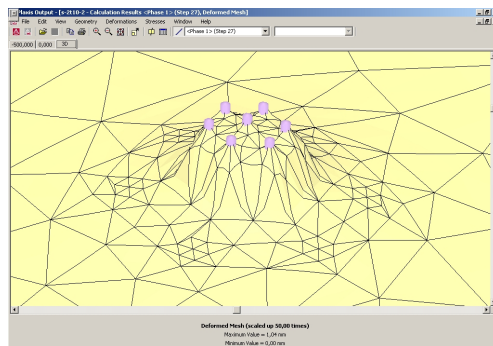 Plaxis Output - [s-2t10-2 - Calculation Results <Phase 1> (Step 27), Deformed Mesh]
File Edit View Geometry Deformations Stresses Window Help
<Phase 1> (Step 27)
-500,000 0,000 3D
Deformed Mesh (scaled up 50,00 times)
Maximum Value = 1,04 mm
Minimum Value = 0,00 mm